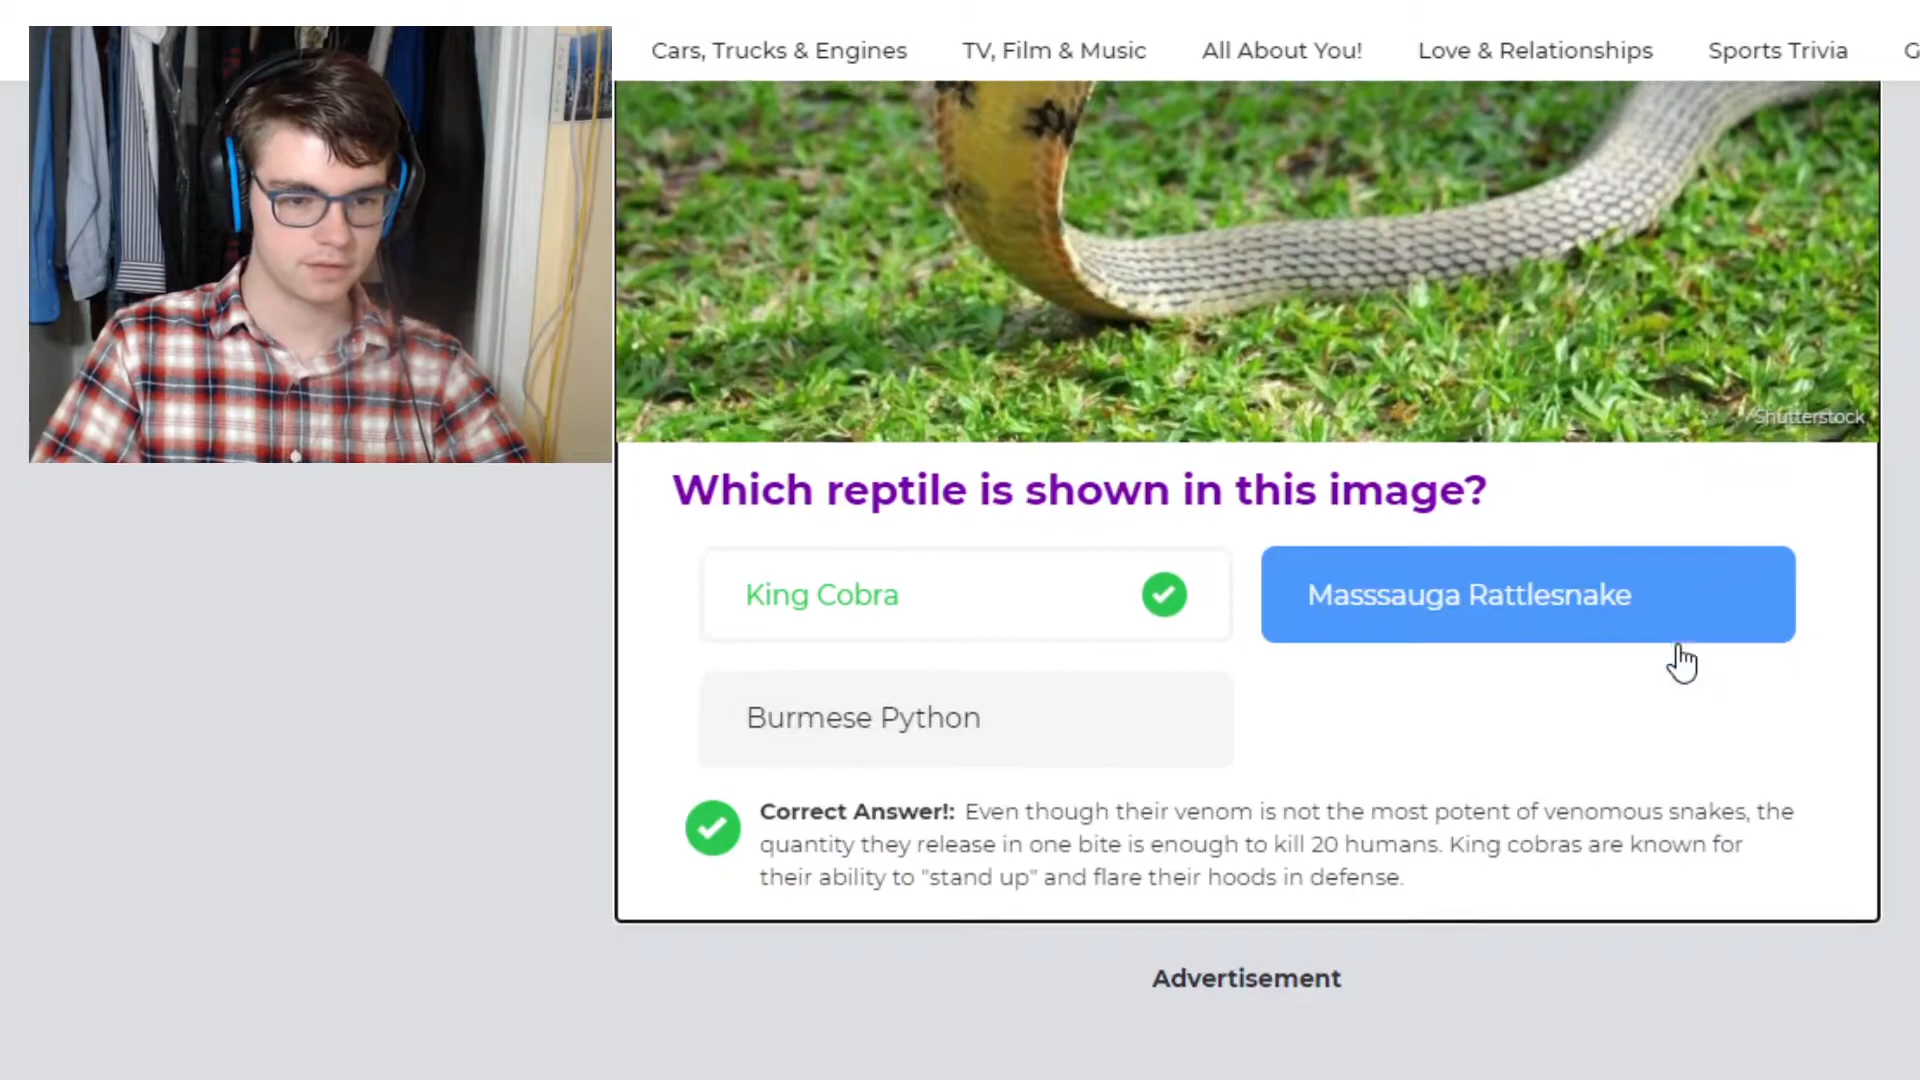 Cars, Trucks & Engines TV, Film & Music All About You! Love & Relationships Sports Trivia G
Shutterstock
Which reptile is shown in this image?
King Cobra
Masssauga Rattlesnake
Burmese Python
Correct Answer!: Even though their venom is not the most potent of venomous snakes, the
quantity they release in one bite is enough to kill 20 humans. King cobras are known for
their ability to "stand up" and flare their hoods in defense.
Advertisement